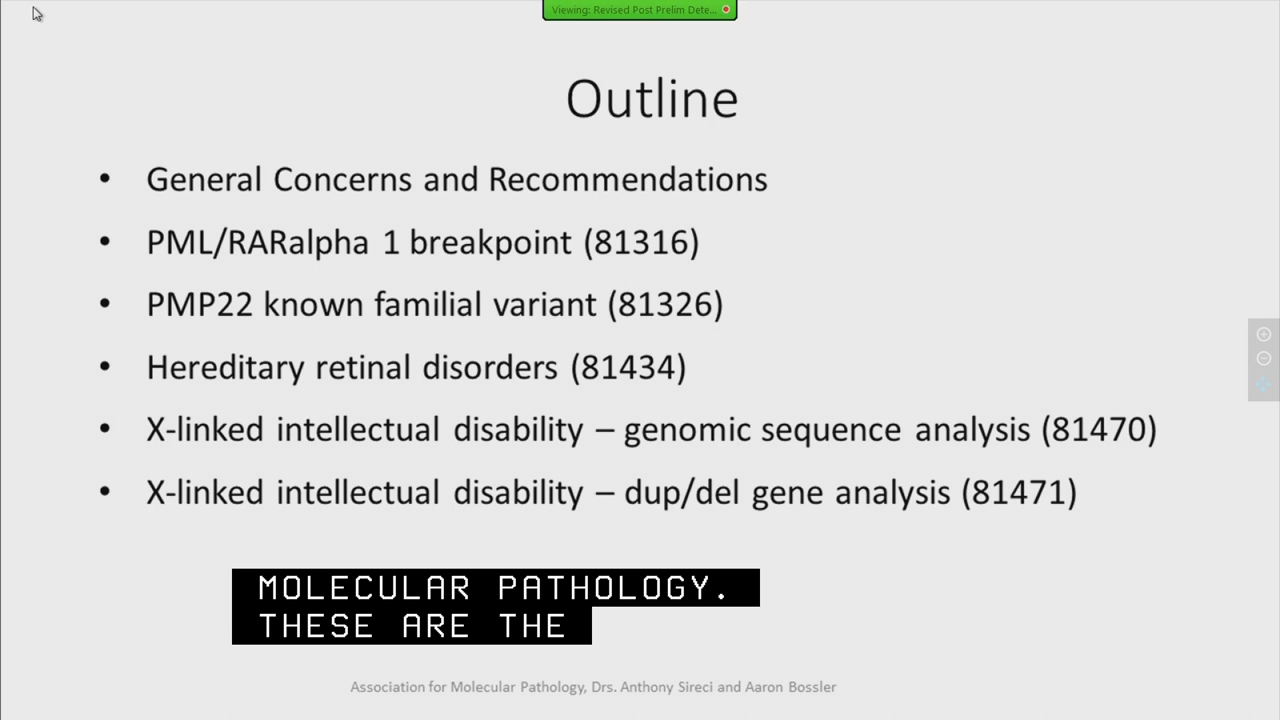 Viewing: Revised Post Prelim Dete...
Outline
• General Concerns and Recommendations
• PML/RARalpha 1 breakpoint (81316)
• PMP22 known familial variant (81326)
• Hereditary retinal disorders (81434)
• X-linked intellectual disability – genomic sequence analysis (81470)
• X-linked intellectual disability – dup/del gene analysis (81471)
MOLECULAR PATHOLOGY.
THESE ARE THE
Association for Molecular Pathology, Drs. Anthony Sireci and Aaron Bossler